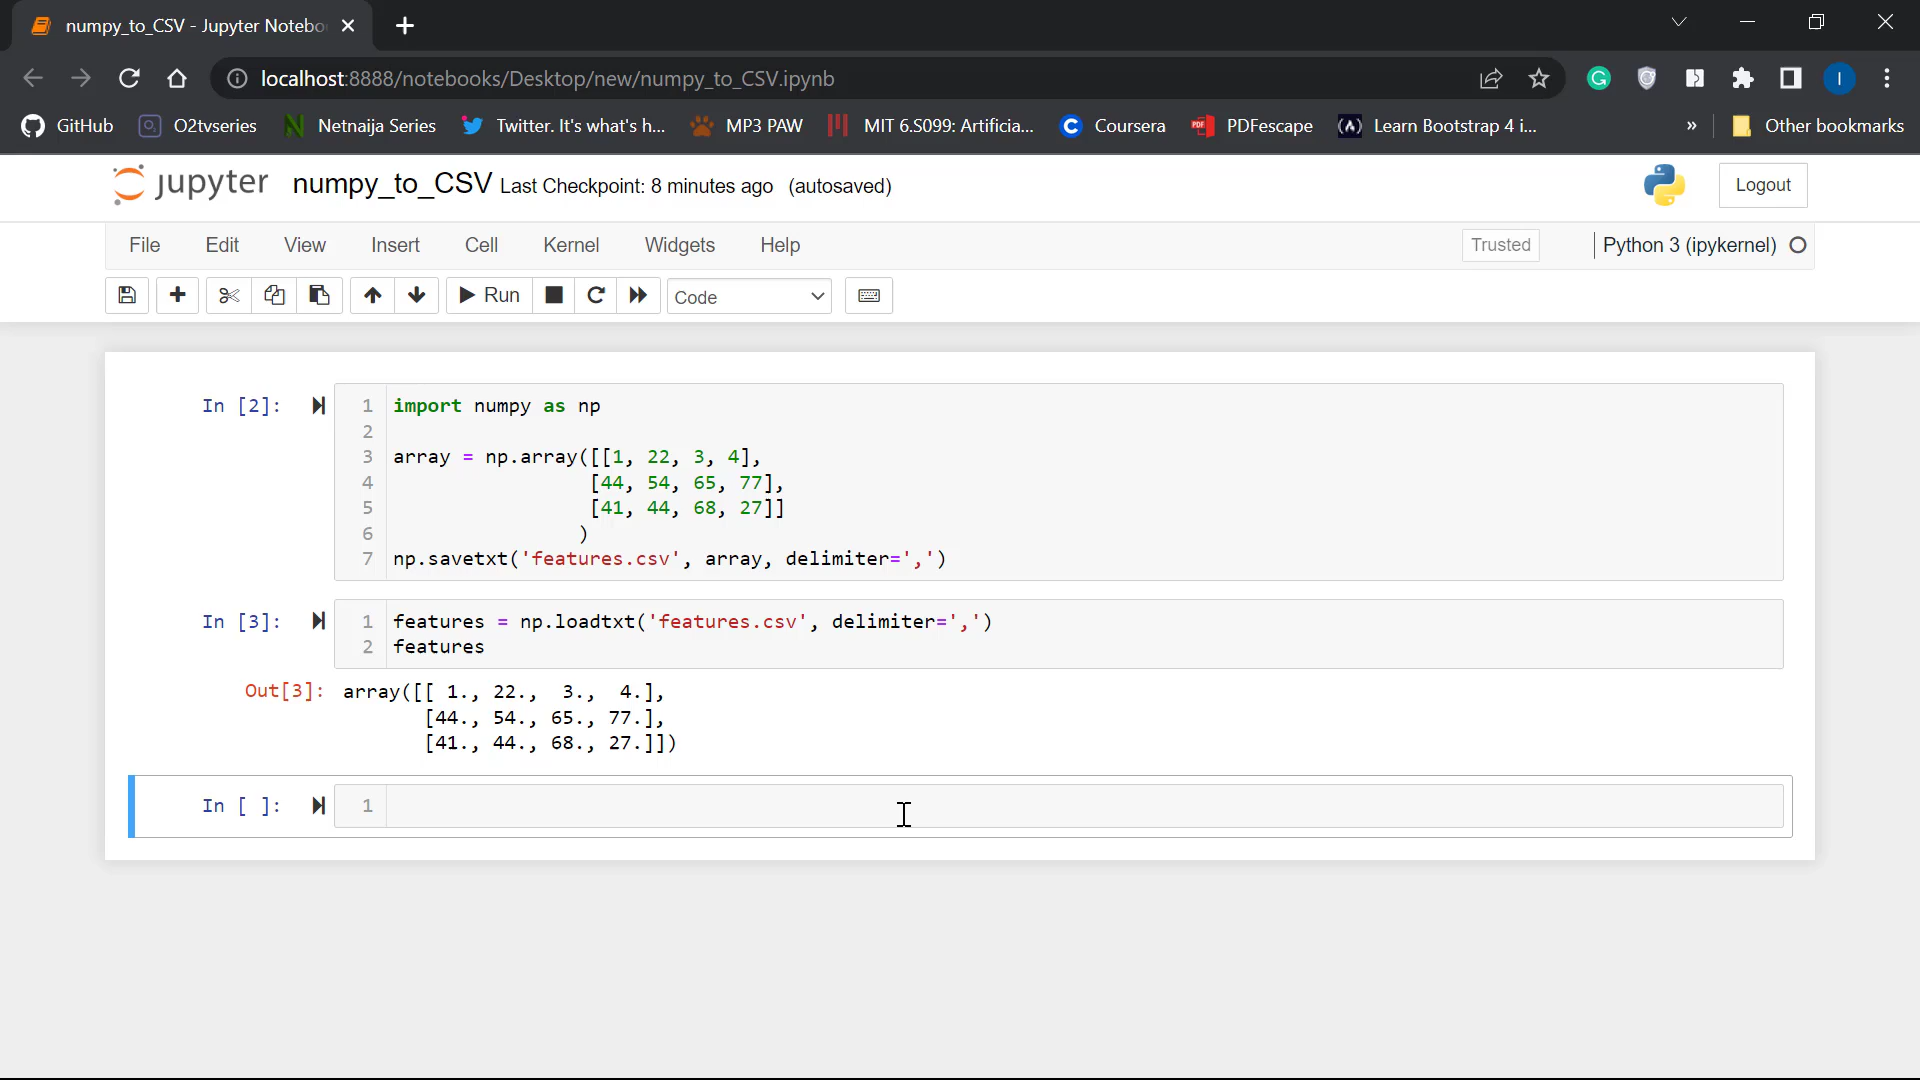 numpy_to_CSV - Jupyter Notebo
localhost:8888/notebooks/Desktop/new/numpy_to_CSV.ipynb
G
I
GitHub O2tvseries Netnaija Series Twitter. It's what's h... MP3 PAW MIT 6.S099: Artificia... Coursera PDFescape Learn Bootstrap 4 i... » Other bookmarks
jupyter numpy_to_CSV Last Checkpoint: 8 minutes ago (autosaved) Logout
File Edit View Insert Cell Kernel Widgets Help Trusted Python 3 (ipykernel)
Run Code
In [2]: 1 import numpy as np
2
3 array = np.array([[1, 22, 3, 4],
4 [44, 54, 65, 77],
5 [41, 44, 68, 27]]
6 )
7 np.savetxt('features.csv', array, delimiter=',')
In [3]: 1 features = np.loadtxt('features.csv', delimiter=',')
2 features
Out[3]: array([[ 1., 22., 3., 4.],
[44., 54., 65., 77.],
[41., 44., 68., 27.]])
In [ ]: 1